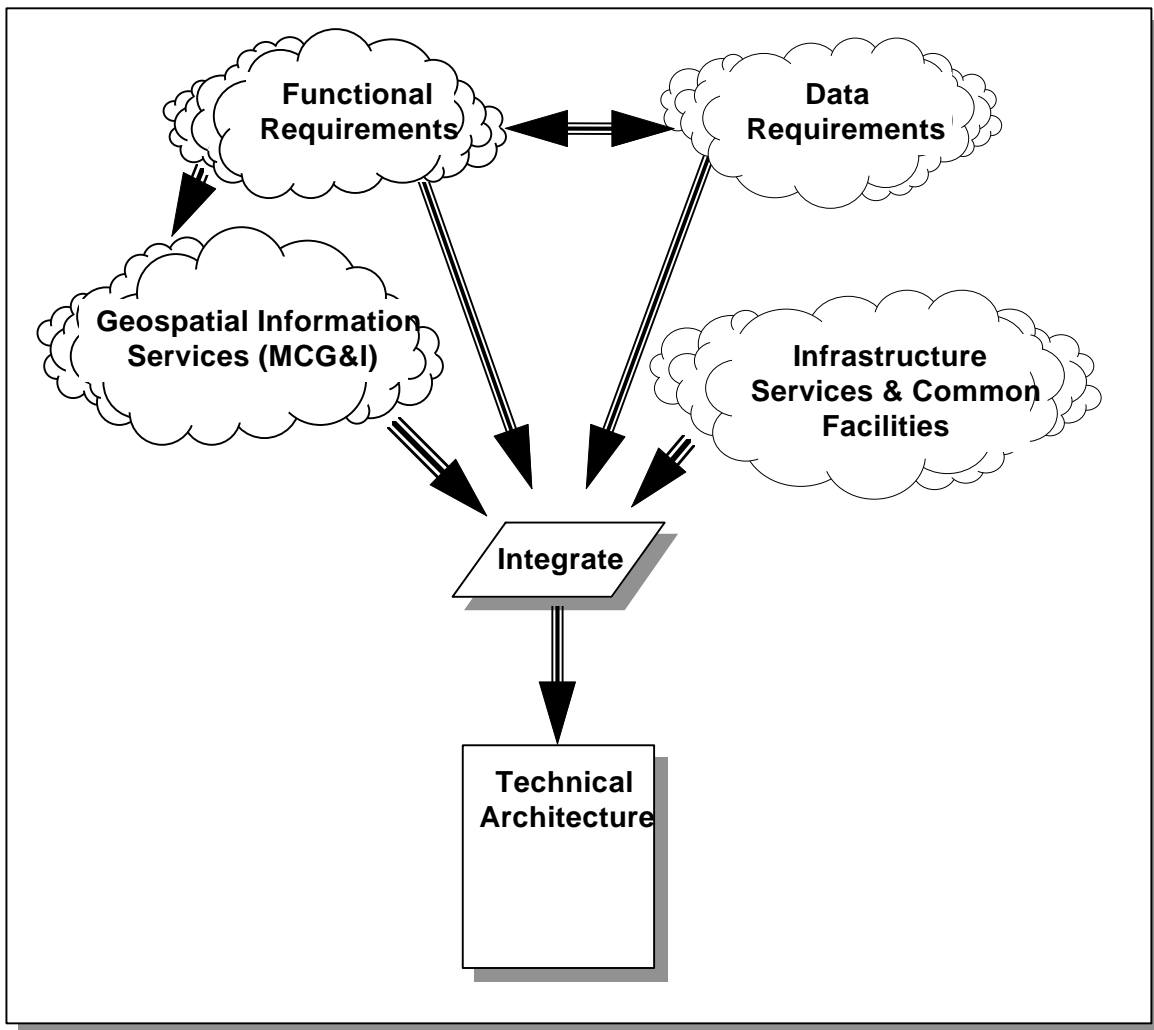 Functional
Requirements
Data
Requirements
Geospatial Information
Services (MCG&I)
Infrastructure
Services & Common
Facilities
Integrate
Technical
Architecture